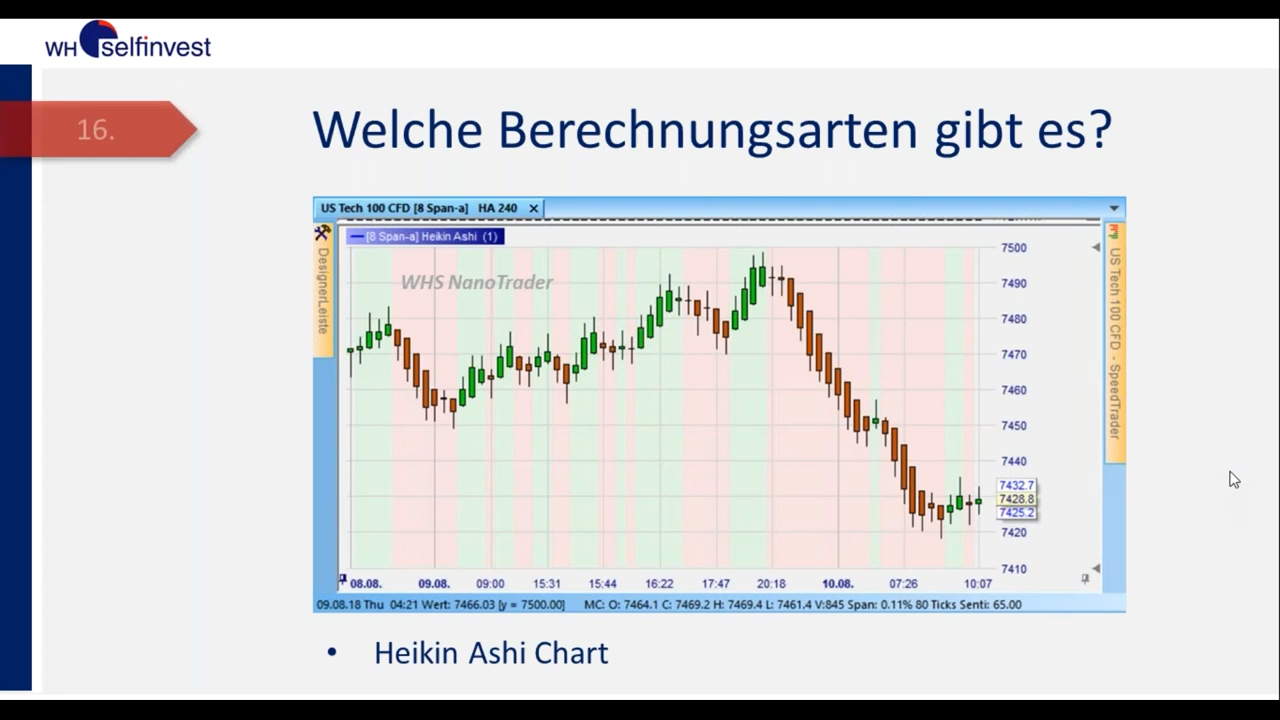 WH selfinvest
16.
Welche Berechnungsarten gibt es?
US Tech 100 CFD [8 Span-a] HA 240
[8 Span-a] Heikin Ashi (1)
DesignerLeiste
WHS NanoTrader
US Tech 100 CFD - SpeedTrader
7500
7490
7480
7470
7460
7450
7440
7432.7
7428.8
7425.2
7420
7410
08.08. 09.08. 09:00 15:31 15:44 16:22 17:47 20:18 10.08. 07:26 10:07
09.08.18 Thu 04:21 Wert: 7466.03 [y = 7500.00] MC: O: 7464.1 C: 7469.2 H: 7469.4 L: 7461.4 V:845 Span: 0.11% 80 Ticks Senti: 65.00
• Heikin Ashi Chart